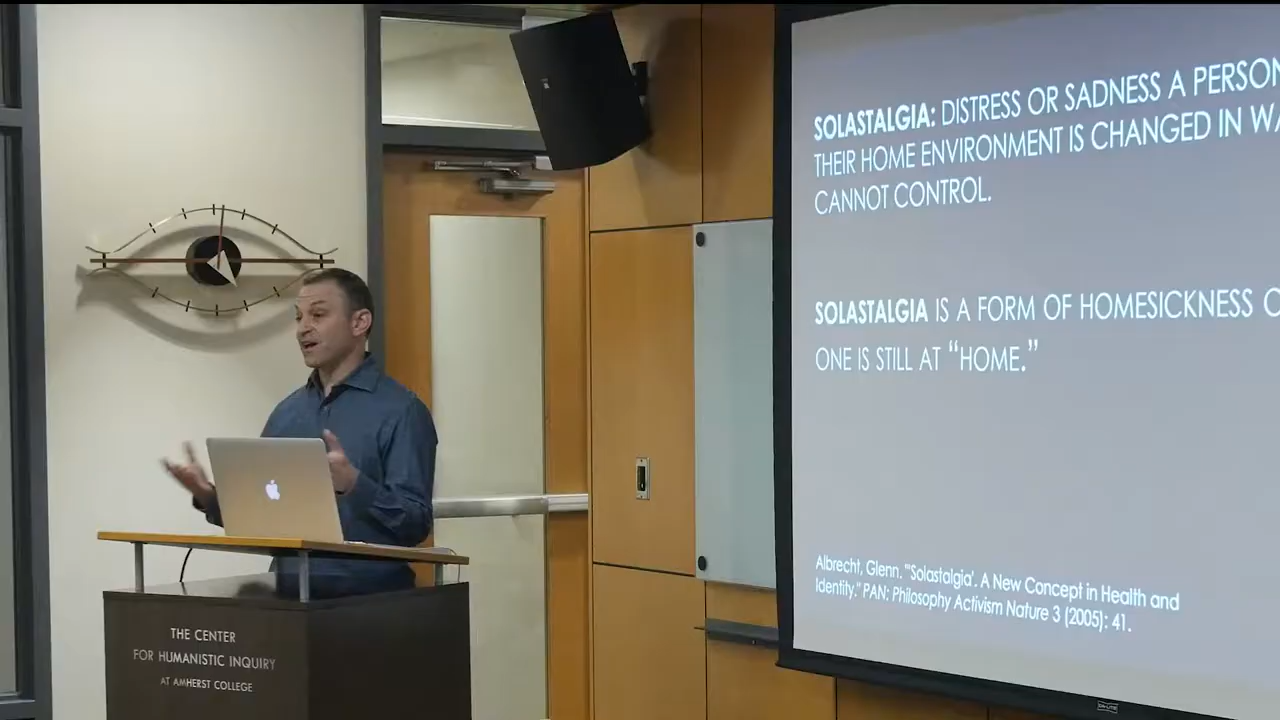 SOLASTALGIA: DISTRESS OR SADNESS A PERSON
THEIR HOME ENVIRONMENT IS CHANGED IN
CANNOT CONTROL.
SOLASTALGIA IS A FORM OF HOMESICKNESS
ONE IS STILL AT “HOME.”
Albrecht, Glenn. "'Solastalgia'. A New Concept in Health and
Identity." PAN: Philosophy Activism Nature 3 (2005): 41.
THE CENTER
FOR HUMANISTIC INQUIRY
AT AMHERST COLLEGE
DA-LITE